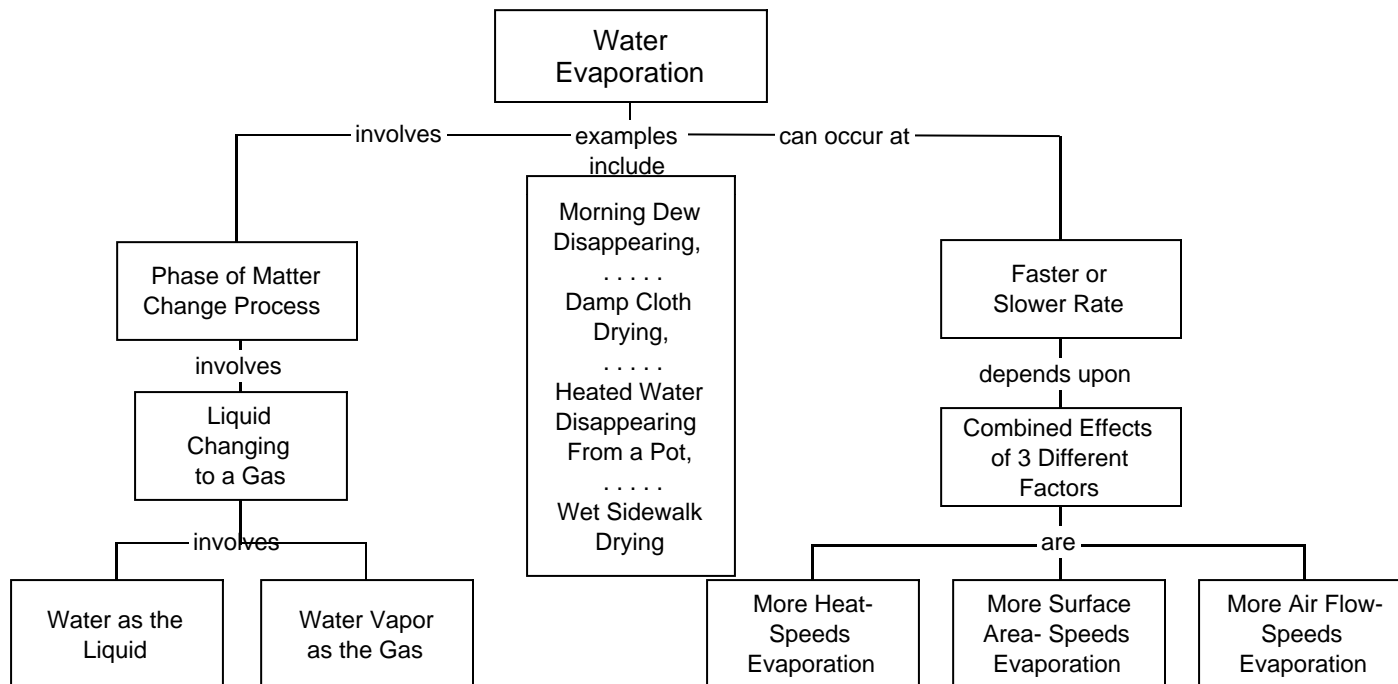 Water
Evaporation
involves
examples
include
can occur at
Morning Dew
Disappearing,
. . . . .
Damp Cloth
Drying,
. . . . .
Heated Water
Disappearing
From a Pot,
. . . . .
Wet Sidewalk
Drying
Phase of Matter
Change Process
involves
Liquid
Changing
to a Gas
involves
Water as the
Liquid
Water Vapor
as the Gas
Faster or
Slower Rate
depends upon
Combined Effects
of 3 Different
Factors
are
More Heat-
Speeds
Evaporation
More Surface
Area- Speeds
Evaporation
More Air Flow-
Speeds
Evaporation